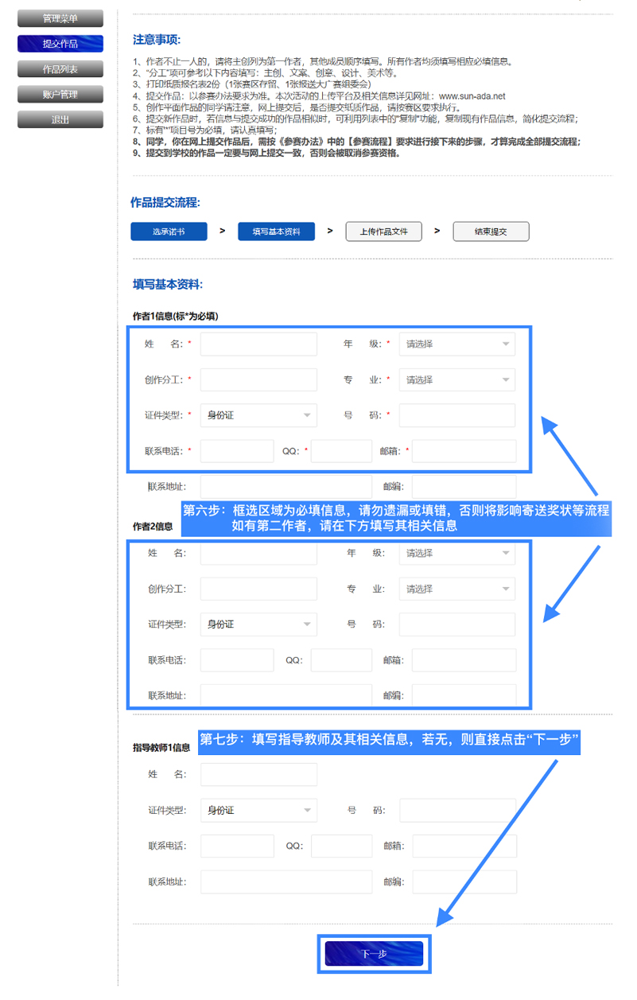 管理菜单
提交作品
作品列表
账户管理
退出
注意事项:
1、作者不止一人的，请将主创列为第一作者，其他成员顺序填写。所有作者均须填写相应必填信息。
2、“分工”项可参考以下内容填写：主创、文案、创意、设计、美术等。
3、打印纸质报名表2份（1张赛区存留、1张报送大广赛组委会）
4、提交作品：以参赛办法要求为准。本次活动的上传平台及相关信息详见网址：www.sun-ada.net
5、创作平面作品的同学请注意，网上提交后，是否提交纸质作品，请按赛区要求执行。
6、提交新作品时，若信息与提交成功的作品相似时，可利用列表中的"复制"功能，复制现有作品信息，简化提交流程；
7、标有"*"项目号为必填，请认真填写；
8、同学，你在网上提交作品后，需按《参赛办法》中的【参赛流程】要求进行接下来的步骤，才算完成全部提交流程；
9、提交到学校的作品一定要与网上提交一致，否则会被取消参赛资格。
作品提交流程:
选承诺书 > 填写基本资料 > 上传作品文件 > 结束提交
填写基本资料:
作者1信息(标*为必填)
姓 名: * 年 级: * 请选择
创作分工: * 专 业: * 请选择
证件类型: * 身份证 号 码: *
联系电话: * QQ: * 邮箱: *
联系地址: 邮编:
第六步：框选区域为必填信息，请勿遗漏或填错，否则将影响寄送奖状等流程
如有第二作者，请在下方填写其相关信息
作者2信息
姓 名: 年 级: 请选择
创作分工: 专 业: 请选择
证件类型: 身份证 号 码:
联系电话: QQ: 邮箱:
联系地址: 邮编:
第七步：填写指导教师及其相关信息，若无，则直接点击“下一步”
指导教师1信息
姓 名:
证件类型: 身份证 号 码:
联系电话: QQ: 邮箱:
联系地址: 邮编:
下一步